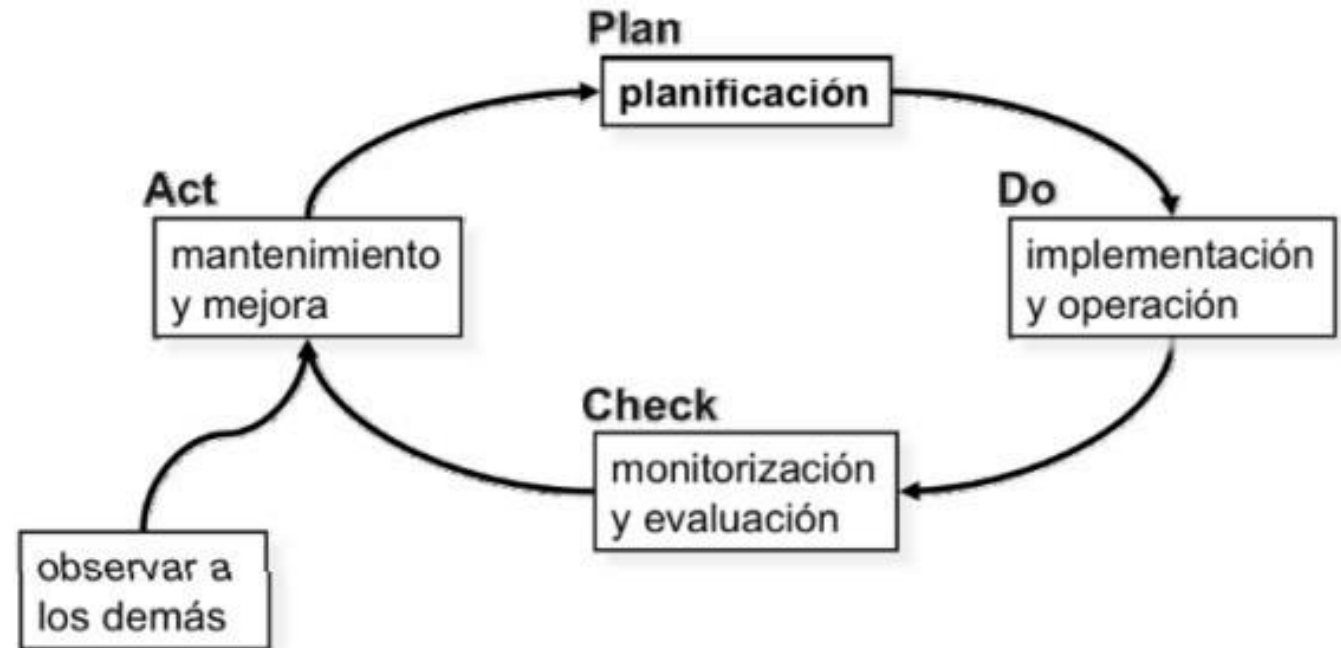 Plan
planificación
Act
mantenimiento
y mejora
Do
implementación
y operación
Check
monitorización
y evaluación
observar a
los demás